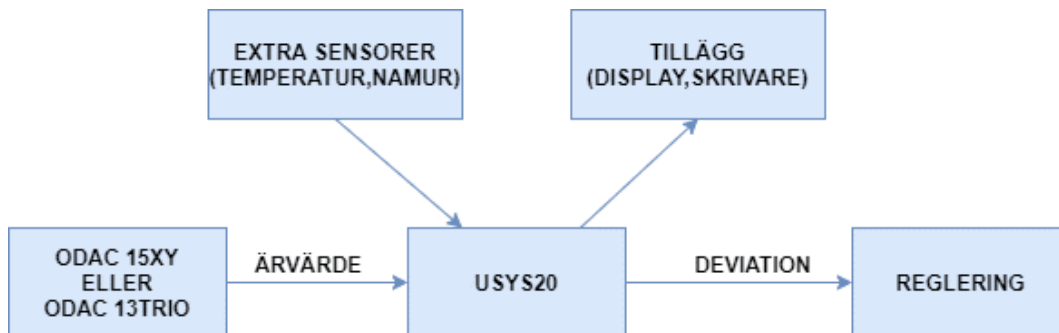 EXTRA SENSORER
(TEMPERATUR,NAMUR)
TILLÄGG
(DISPLAY,SKRIVARE)
ODAC 15XY
ELLER
ODAC 13TRIO
ÄRVÄRDE
USYS20
DEVIATION
REGLERING